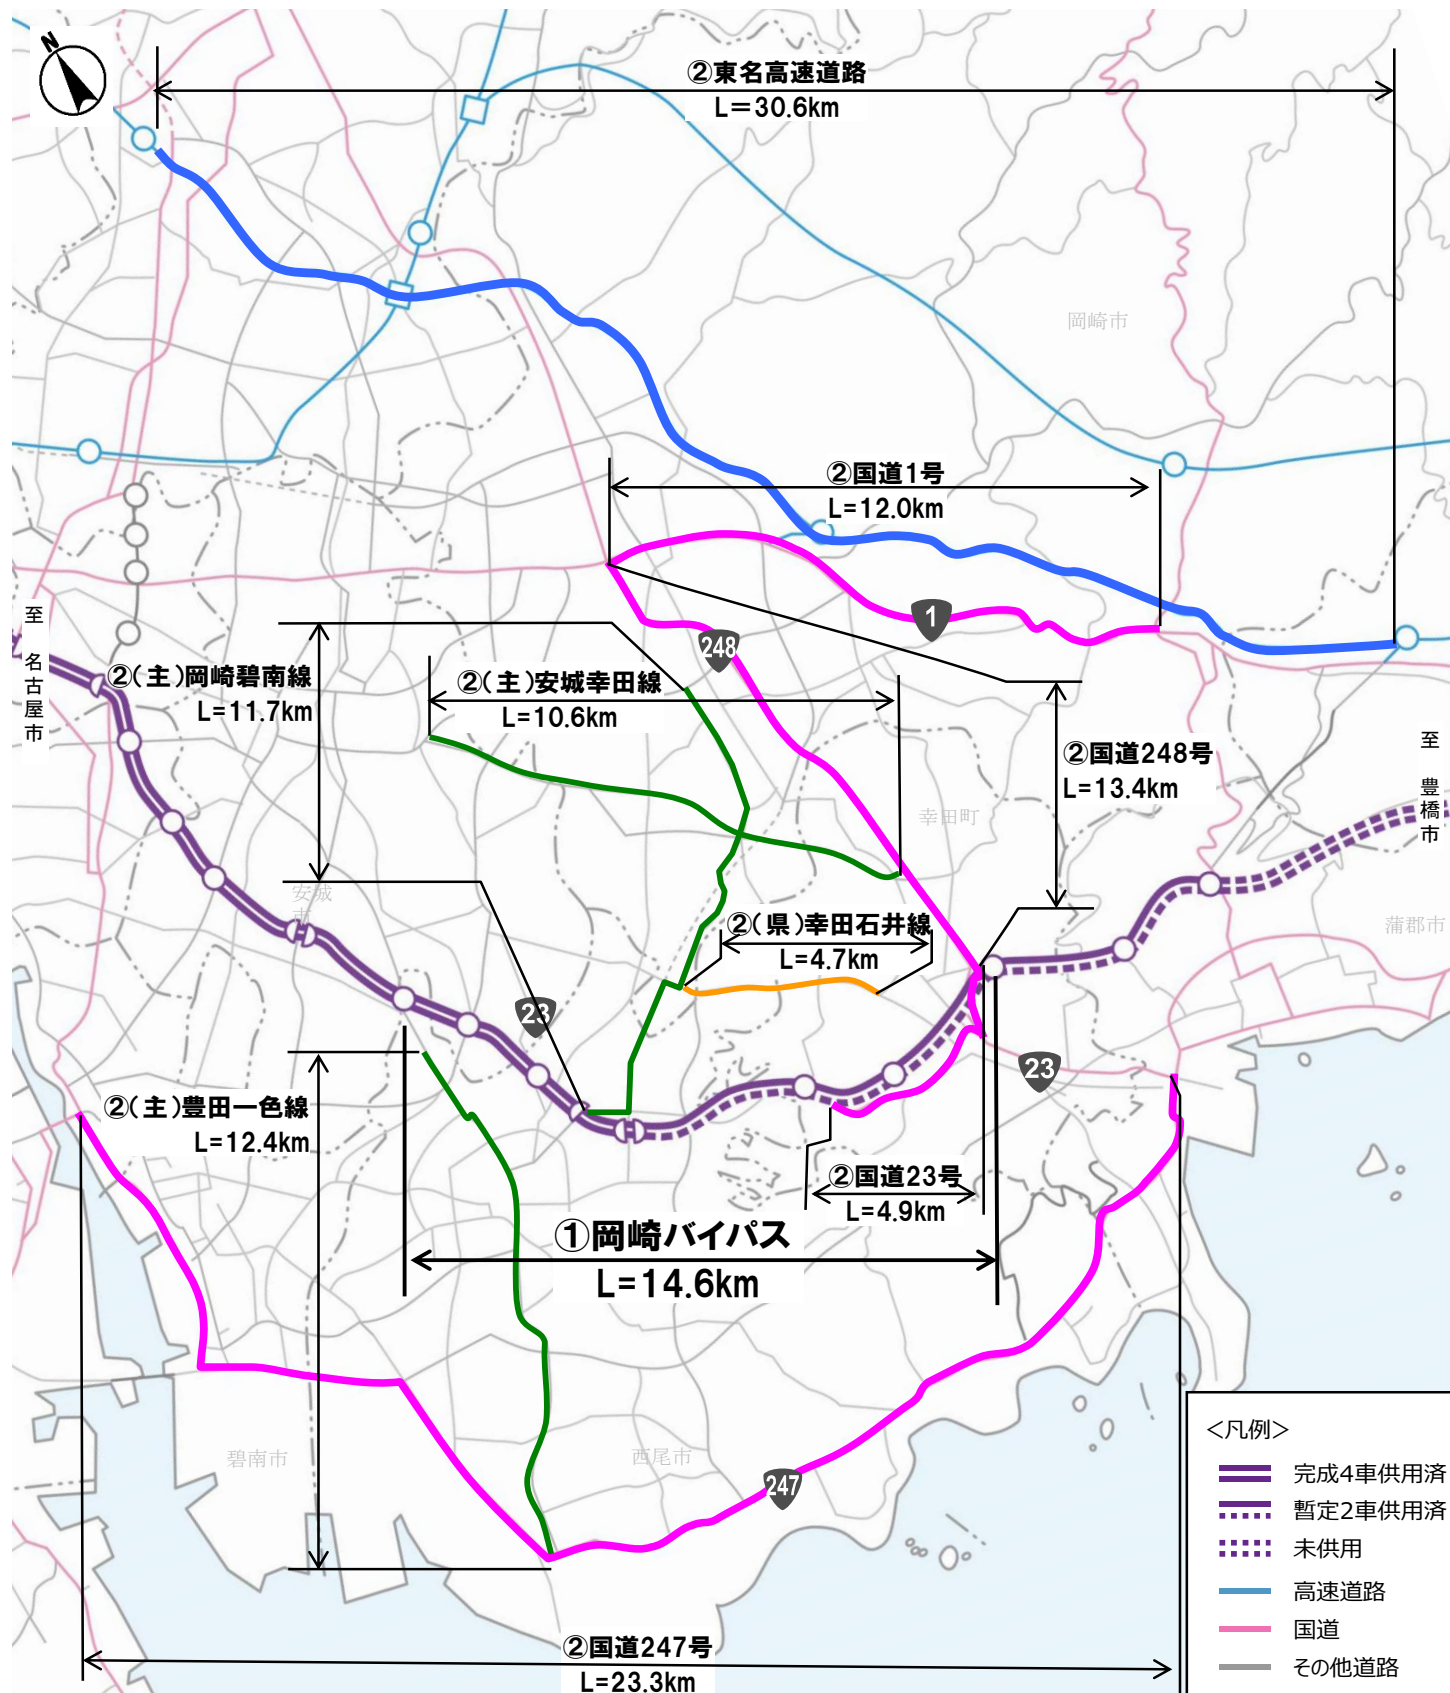 N
②東名高速道路
L=30.6km
岡崎市
②国道1号
L=12.0km
1
248
至 名古屋市
②(主)岡崎碧南線
L=11.7km
②(主)安城幸田線
L=10.6km
②国道248号
L=13.4km
至 豊橋市
幸田町
安城市
②(県)幸田石井線
L=4.7km
蒲郡市
23
23
②(主)豊田一色線
L=12.4km
②国道23号
L=4.9km
①岡崎バイパス
L=14.6km
碧南市
西尾市
247
<凡例>
完成4車供用済
暫定2車供用済
未供用
高速道路
国道
その他道路
②国道247号
L=23.3km